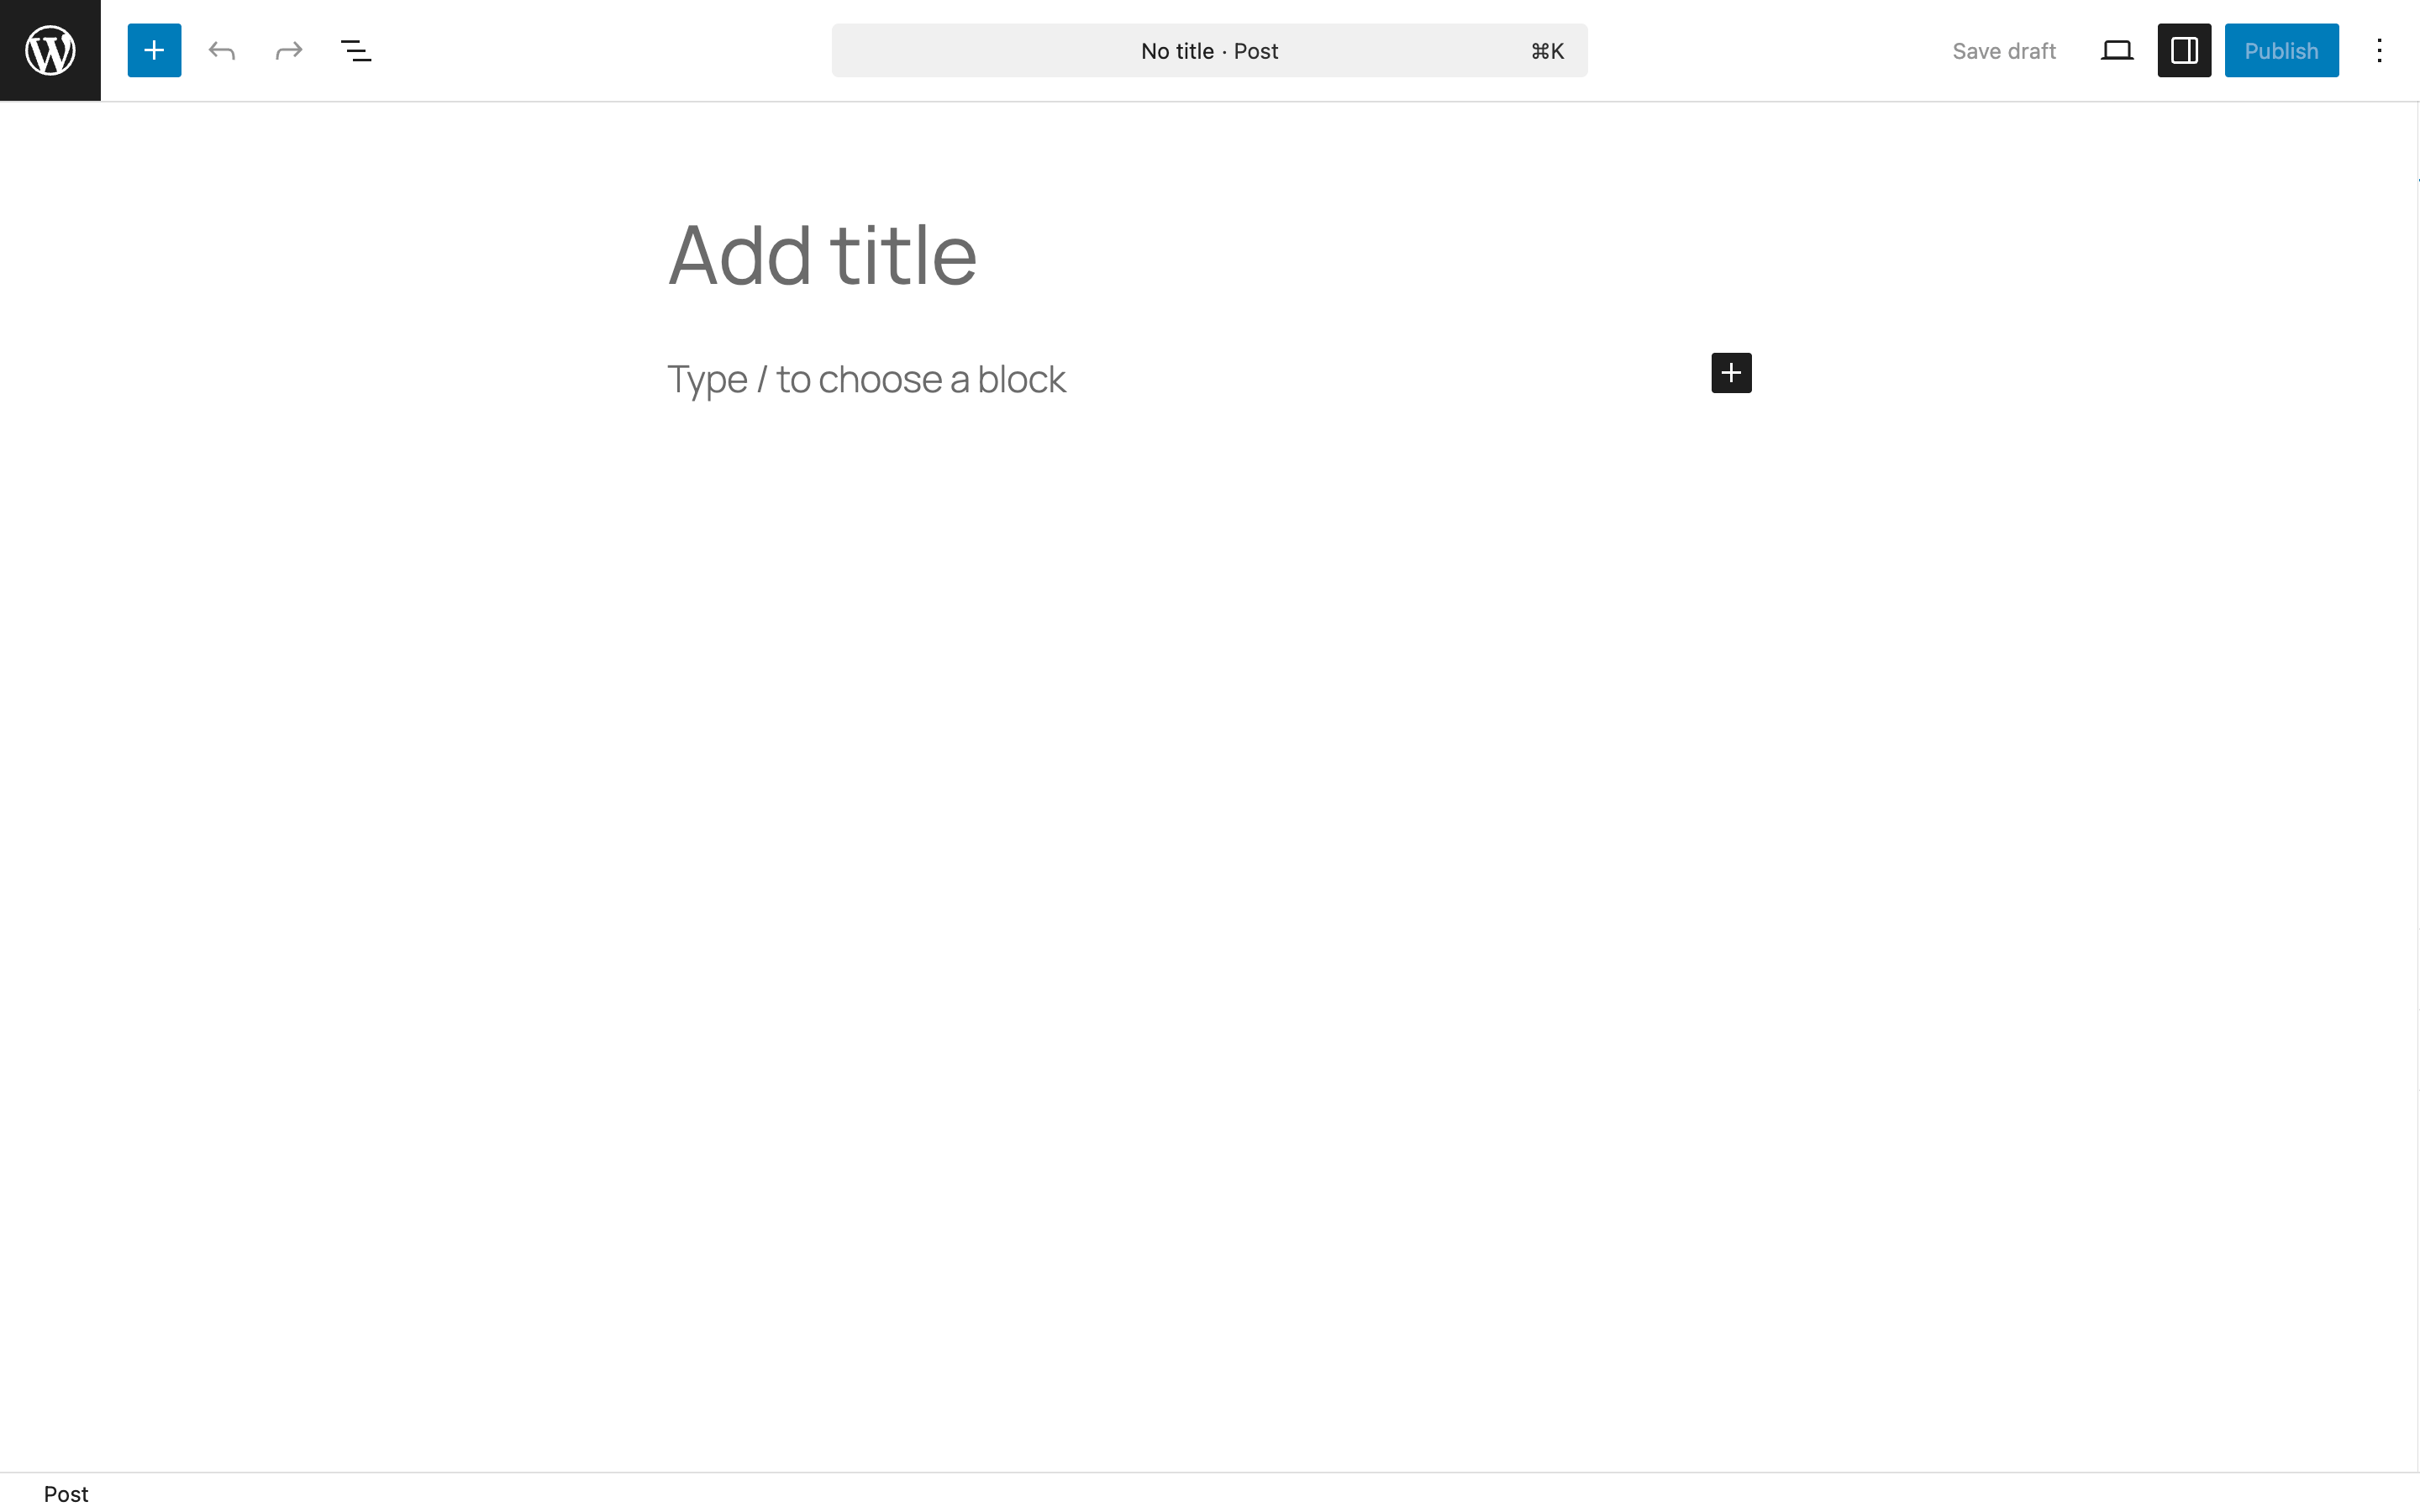 No title · Post ⌘K
Save draft
Publish
Add title
Type / to choose a block
Post